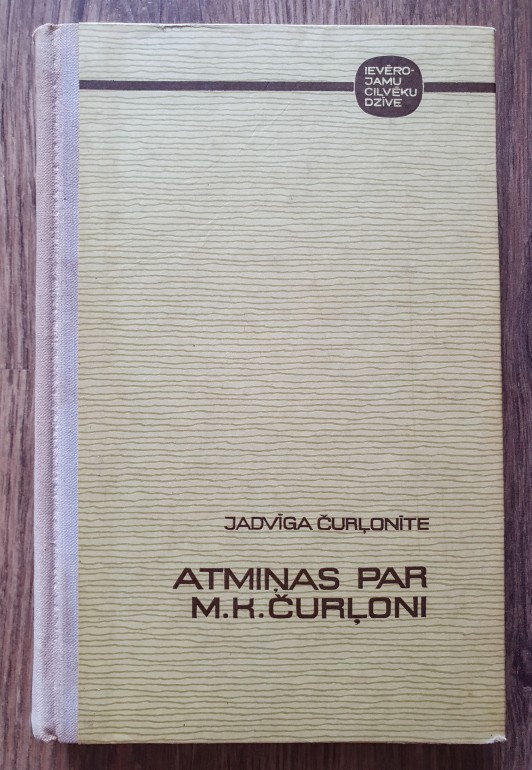 IEVĒRO-
JAMU
CILVĒKU
DZĪVE
JADVĪGA ČURĻONĪTE
ATMIŅAS PAR
M.K.ČURĻONI